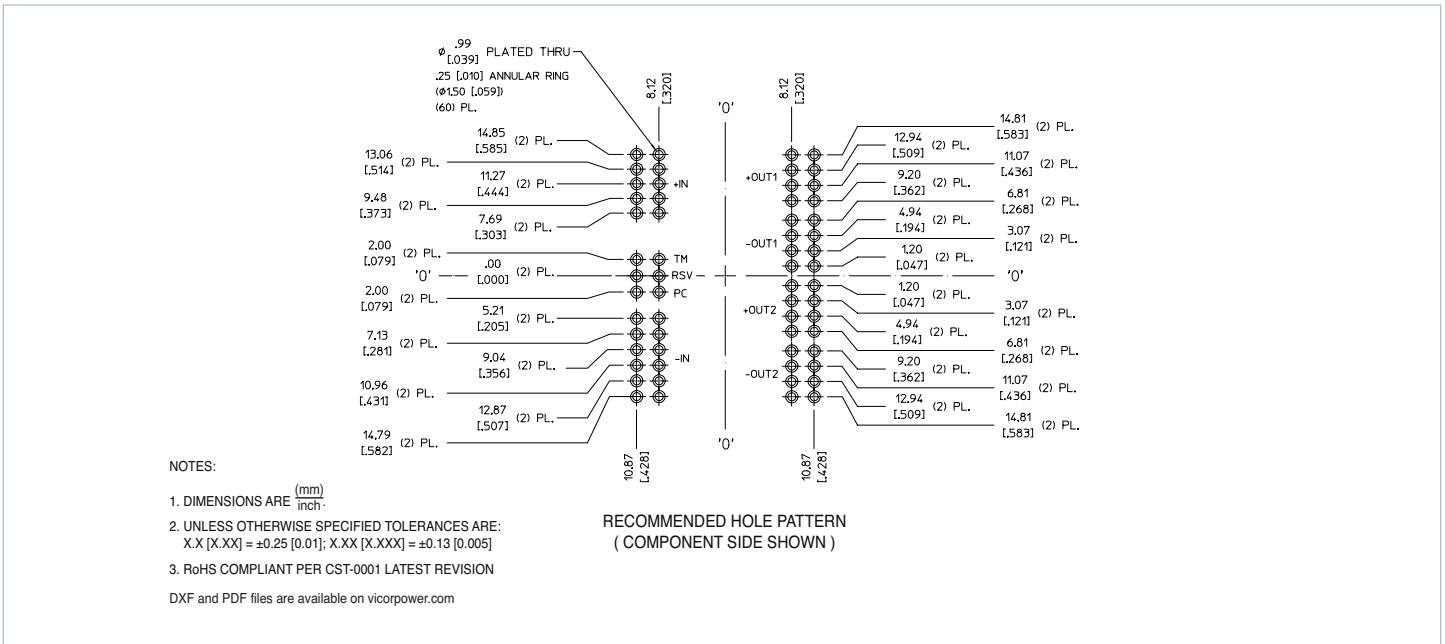 ø .99 [.039] PLATED THRU
.25 [.010] ANNULAR RING
(ø1.50 [.059])
(60) PL.
8.12 [.320]
'0'
8.12 [.320]
14.85 [.585] (2) PL.
13.06 [.514] (2) PL.
11.27 [.444] (2) PL.
9.48 [.373] (2) PL.
7.69 [.303] (2) PL.
2.00 [.079] (2) PL.
'0'
.00 [.000] (2) PL.
2.00 [.079] (2) PL.
5.21 [.205] (2) PL.
7.13 [.281] (2) PL.
9.04 [.356] (2) PL.
10.96 [.431] (2) PL.
12.87 [.507] (2) PL.
14.79 [.582] (2) PL.
+IN
TM
RSV
PC
-IN
10.87 [.428]
'0'
+OUT1
-OUT1
+OUT2
-OUT2
10.87 [.428]
14.81 [.583] (2) PL.
12.94 [.509] (2) PL.
11.07 [.436] (2) PL.
9.20 [.362] (2) PL.
6.81 [.268] (2) PL.
4.94 [.194] (2) PL.
3.07 [.121] (2) PL.
1.20 [.047] (2) PL.
'0'
1.20 [.047] (2) PL.
3.07 [.121] (2) PL.
4.94 [.194] (2) PL.
6.81 [.268] (2) PL.
9.20 [.362] (2) PL.
11.07 [.436] (2) PL.
12.94 [.509] (2) PL.
14.81 [.583] (2) PL.
RECOMMENDED HOLE PATTERN
( COMPONENT SIDE SHOWN )
NOTES:
1. DIMENSIONS ARE (mm) inch.
2. UNLESS OTHERWISE SPECIFIED TOLERANCES ARE:
X.X [X.XX] = ±0.25 [0.01]; X.XX [X.XXX] = ±0.13 [0.005]
3. RoHS COMPLIANT PER CST-0001 LATEST REVISION
DXF and PDF files are available on vicorpower.com